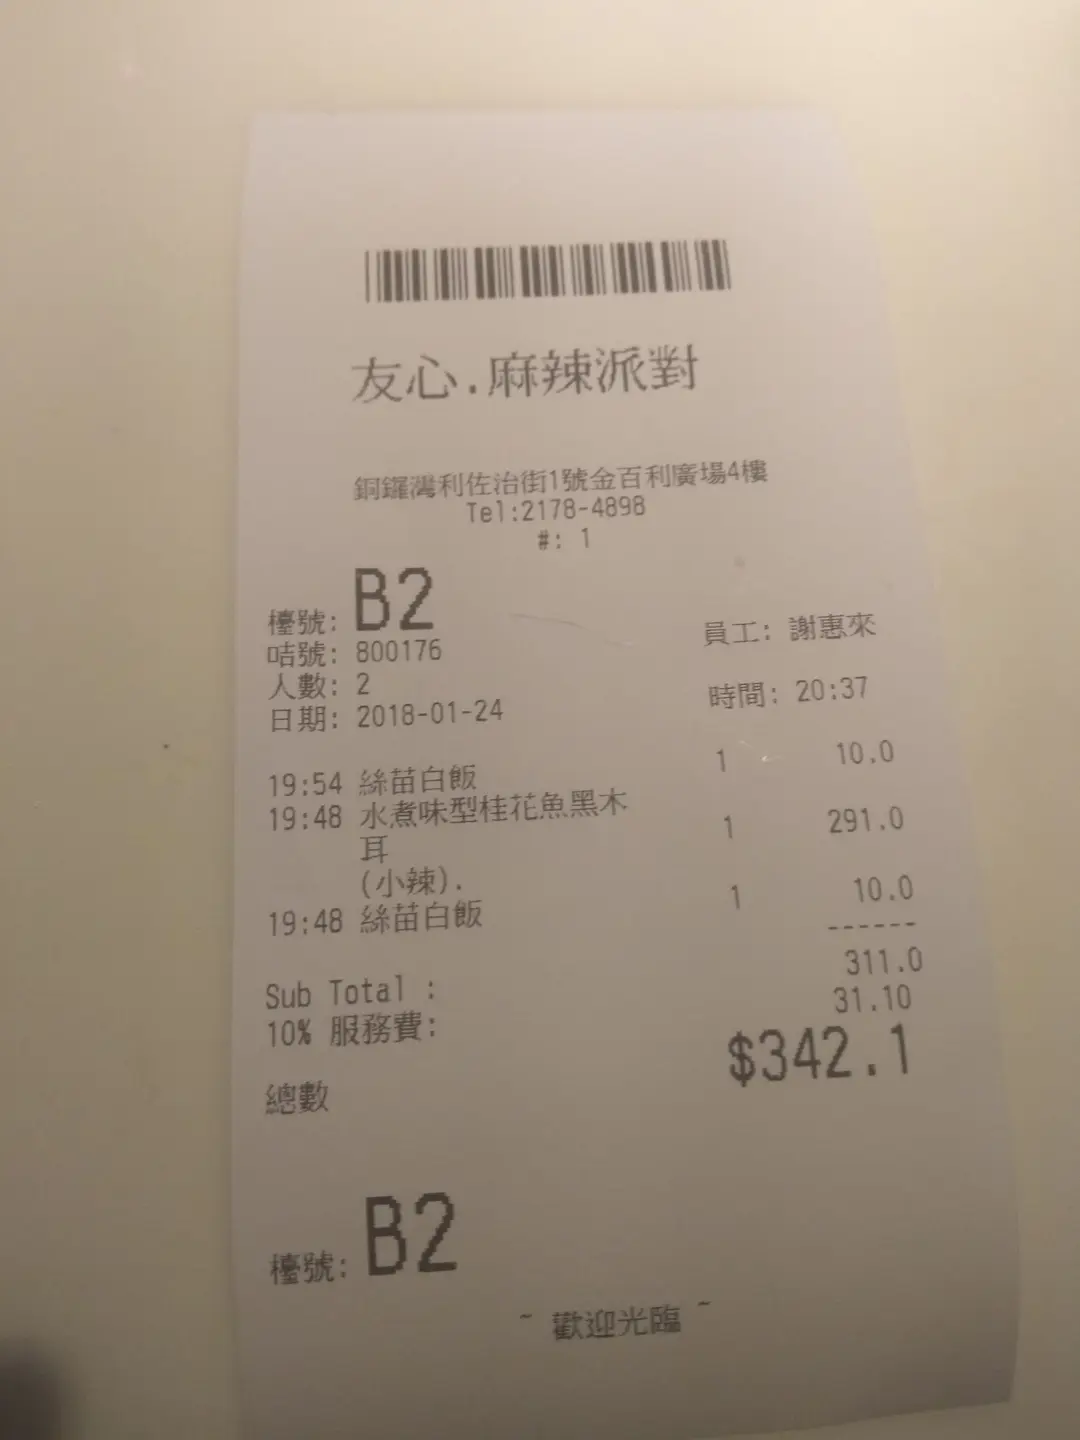 友心.麻辣派對
銅鑼灣利佐治街1號金百利廣場4樓
Tel:2178-4898
#: 1
檯號: B2
咭號: 800176 員工: 謝惠來
人數: 2
日期: 2018-01-24 時間: 20:37
19:54 絲苗白飯 1 10.0
19:48 水煮味型桂花魚黑木 1 291.0
耳
(小辣).
19:48 絲苗白飯 1 10.0
------
Sub Total : 311.0
10% 服務費: 31.10
總數 $342.1
檯號: B2
~ 歡迎光臨 ~